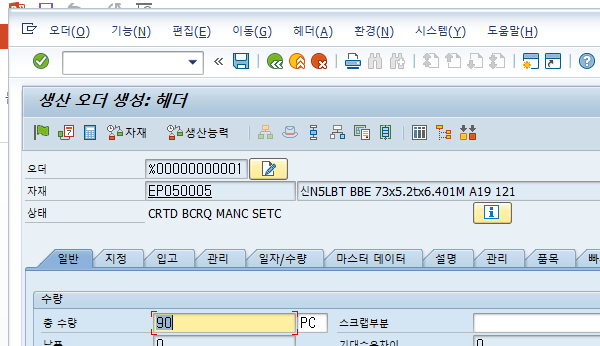 오더(O) 기능(N) 편집(E) 이동(G) 헤더(A) 환경(N) 시스템(Y) 도움말(H)
생산 오더 생성: 헤더
자재 생산능력
오더 %00000000001
자재 EP050005 신N5LBT BBE 73x5.2tx6.401M A19 121
상태 CRTD BCRQ MANC SETC
일반 지정 입고 관리 일자/수량 마스터 데이터 설명 관리 품목
수량
총 수량 90 PC 스크랩부분
납품 0 기대수율차이 0